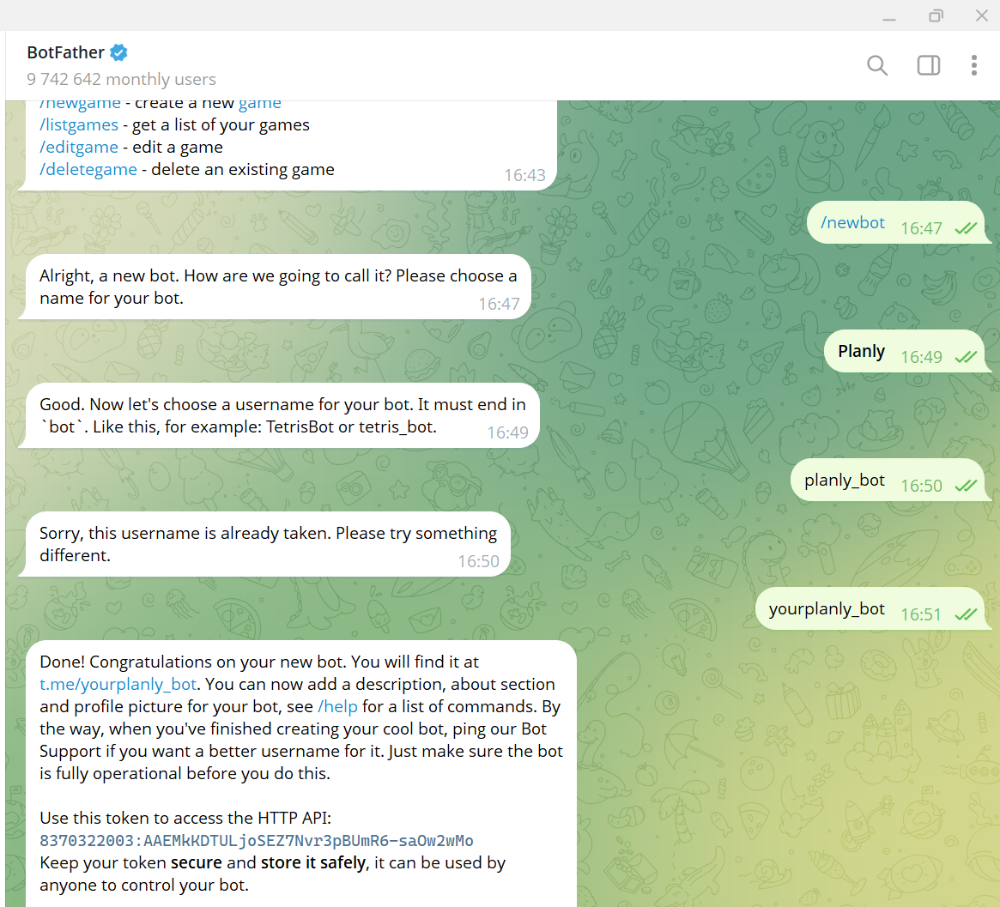 BotFather
9 742 642 monthly users
/newgame - create a new game
/listgames - get a list of your games
/editgame - edit a game
/deletegame - delete an existing game
16:43
/newbot 16:47
Alright, a new bot. How are we going to call it? Please choose a
name for your bot.
16:47
Planly 16:49
Good. Now let's choose a username for your bot. It must end in
`bot`. Like this, for example: TetrisBot or tetris_bot.
16:49
planly_bot 16:50
Sorry, this username is already taken. Please try something
different.
16:50
yourplanly_bot 16:51
Done! Congratulations on your new bot. You will find it at
t.me/yourplanly_bot. You can now add a description, about section
and profile picture for your bot, see /help for a list of commands. By
the way, when you've finished creating your cool bot, ping our Bot
Support if you want a better username for it. Just make sure the bot
is fully operational before you do this.
Use this token to access the HTTP API:
8370322003:AAEMkKDTULjoSEZ7Nvr3pBUmR6-saOw2wMo
Keep your token secure and store it safely, it can be used by
anyone to control your bot.